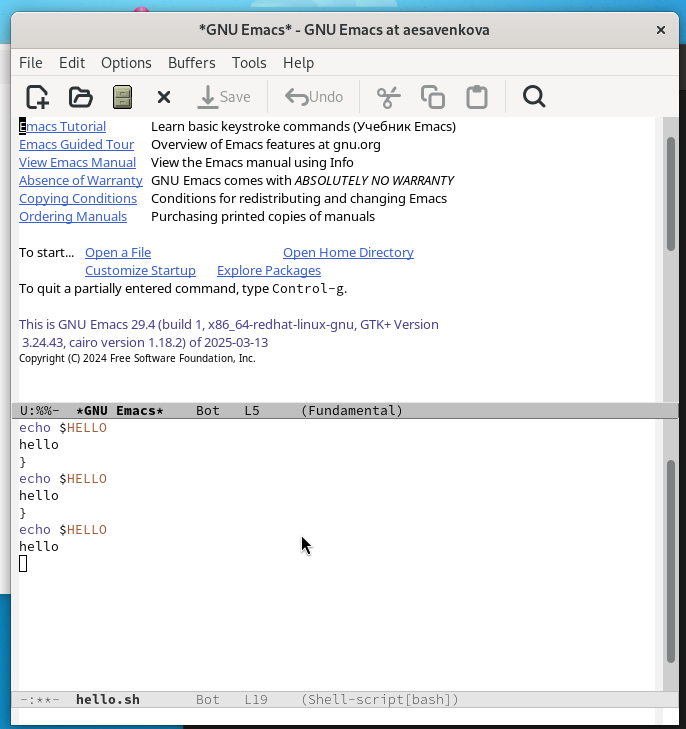 *GNU Emacs* - GNU Emacs at aesavenkova
File Edit Options Buffers Tools Help
Save Undo
Emacs Tutorial Learn basic keystroke commands (Учебник Emacs)
Emacs Guided Tour Overview of Emacs features at gnu.org
View Emacs Manual View the Emacs manual using Info
Absence of Warranty GNU Emacs comes with ABSOLUTELY NO WARRANTY
Copying Conditions Conditions for redistributing and changing Emacs
Ordering Manuals Purchasing printed copies of manuals
To start... Open a File Open Home Directory
Customize Startup Explore Packages
To quit a partially entered command, type Control-g.
This is GNU Emacs 29.4 (build 1, x86_64-redhat-linux-gnu, GTK+ Version
3.24.43, cairo version 1.18.2) of 2025-03-13
Copyright (C) 2024 Free Software Foundation, Inc.
U:%%- *GNU Emacs* Bot L5 (Fundamental)
echo $HELLO
hello
}
echo $HELLO
hello
}
echo $HELLO
hello
-:**- hello.sh Bot L19 (Shell-script[bash])